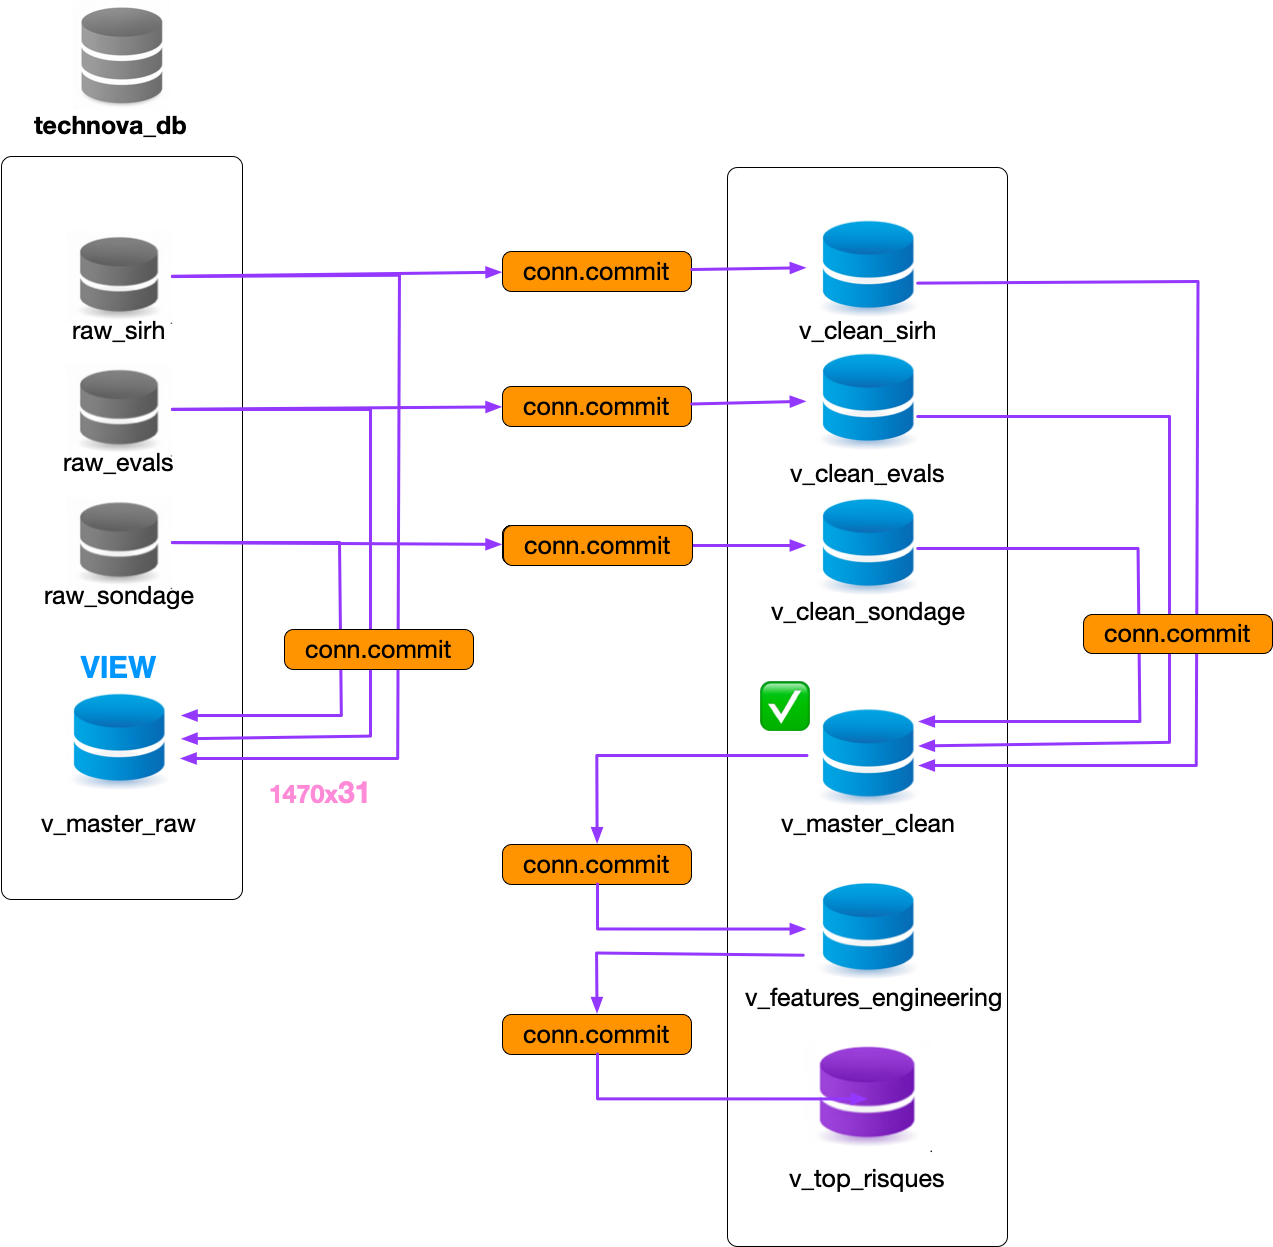 technova_db
raw_sirh
conn.commit
v_clean_sirh
raw_evals
conn.commit
v_clean_evals
raw_sondage
conn.commit
v_clean_sondage
conn.commit
conn.commit
VIEW
v_master_raw
1470x31
v_master_clean
conn.commit
v_features_engineering
conn.commit
v_top_risques